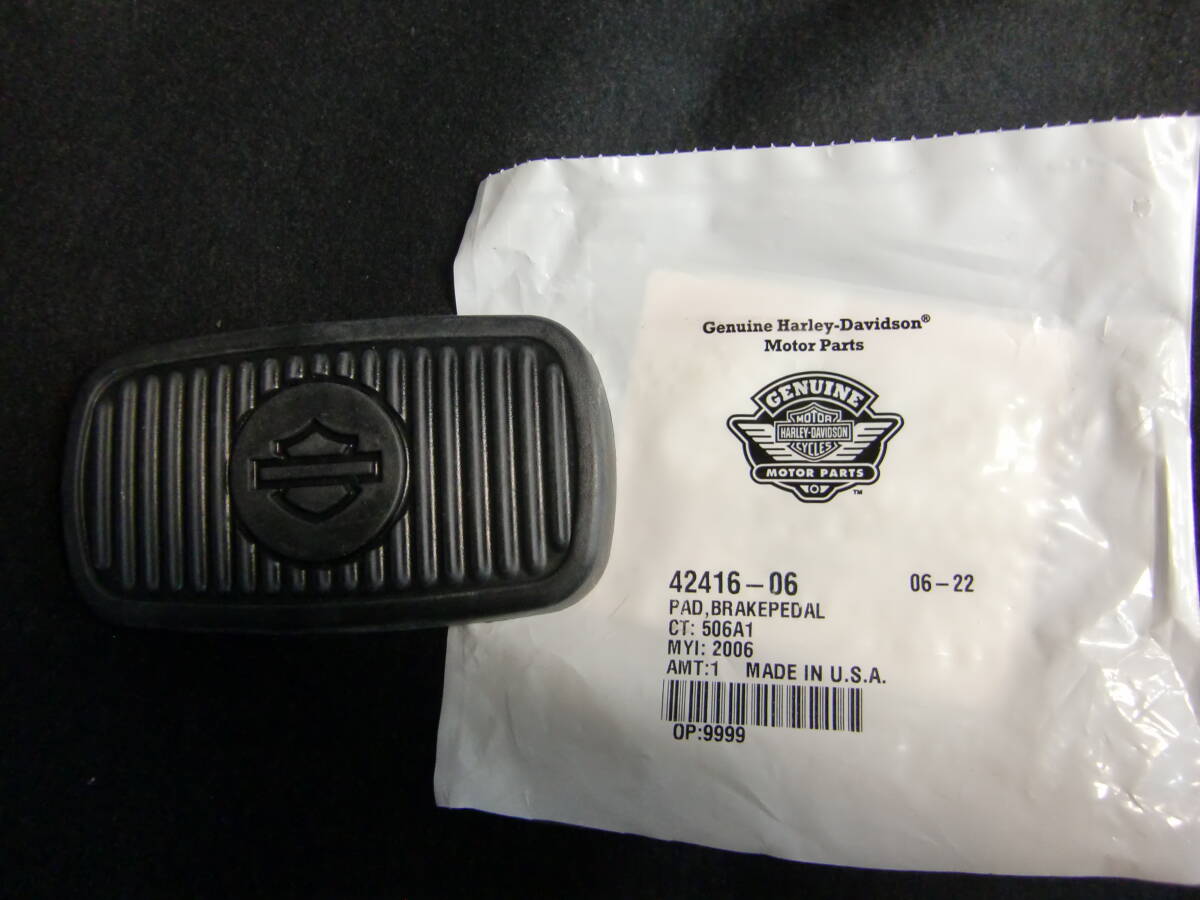 Genuine Harley-Davidson®
Motor Parts
GENUINE
MOTOR
HARLEY-DAVIDSON
CYCLES
MOTOR PARTS
™
42416-06 06-22
PAD,BRAKEPEDAL
CT: 506A1
MYI: 2006
AMT:1 MADE IN U.S.A.
OP:9999